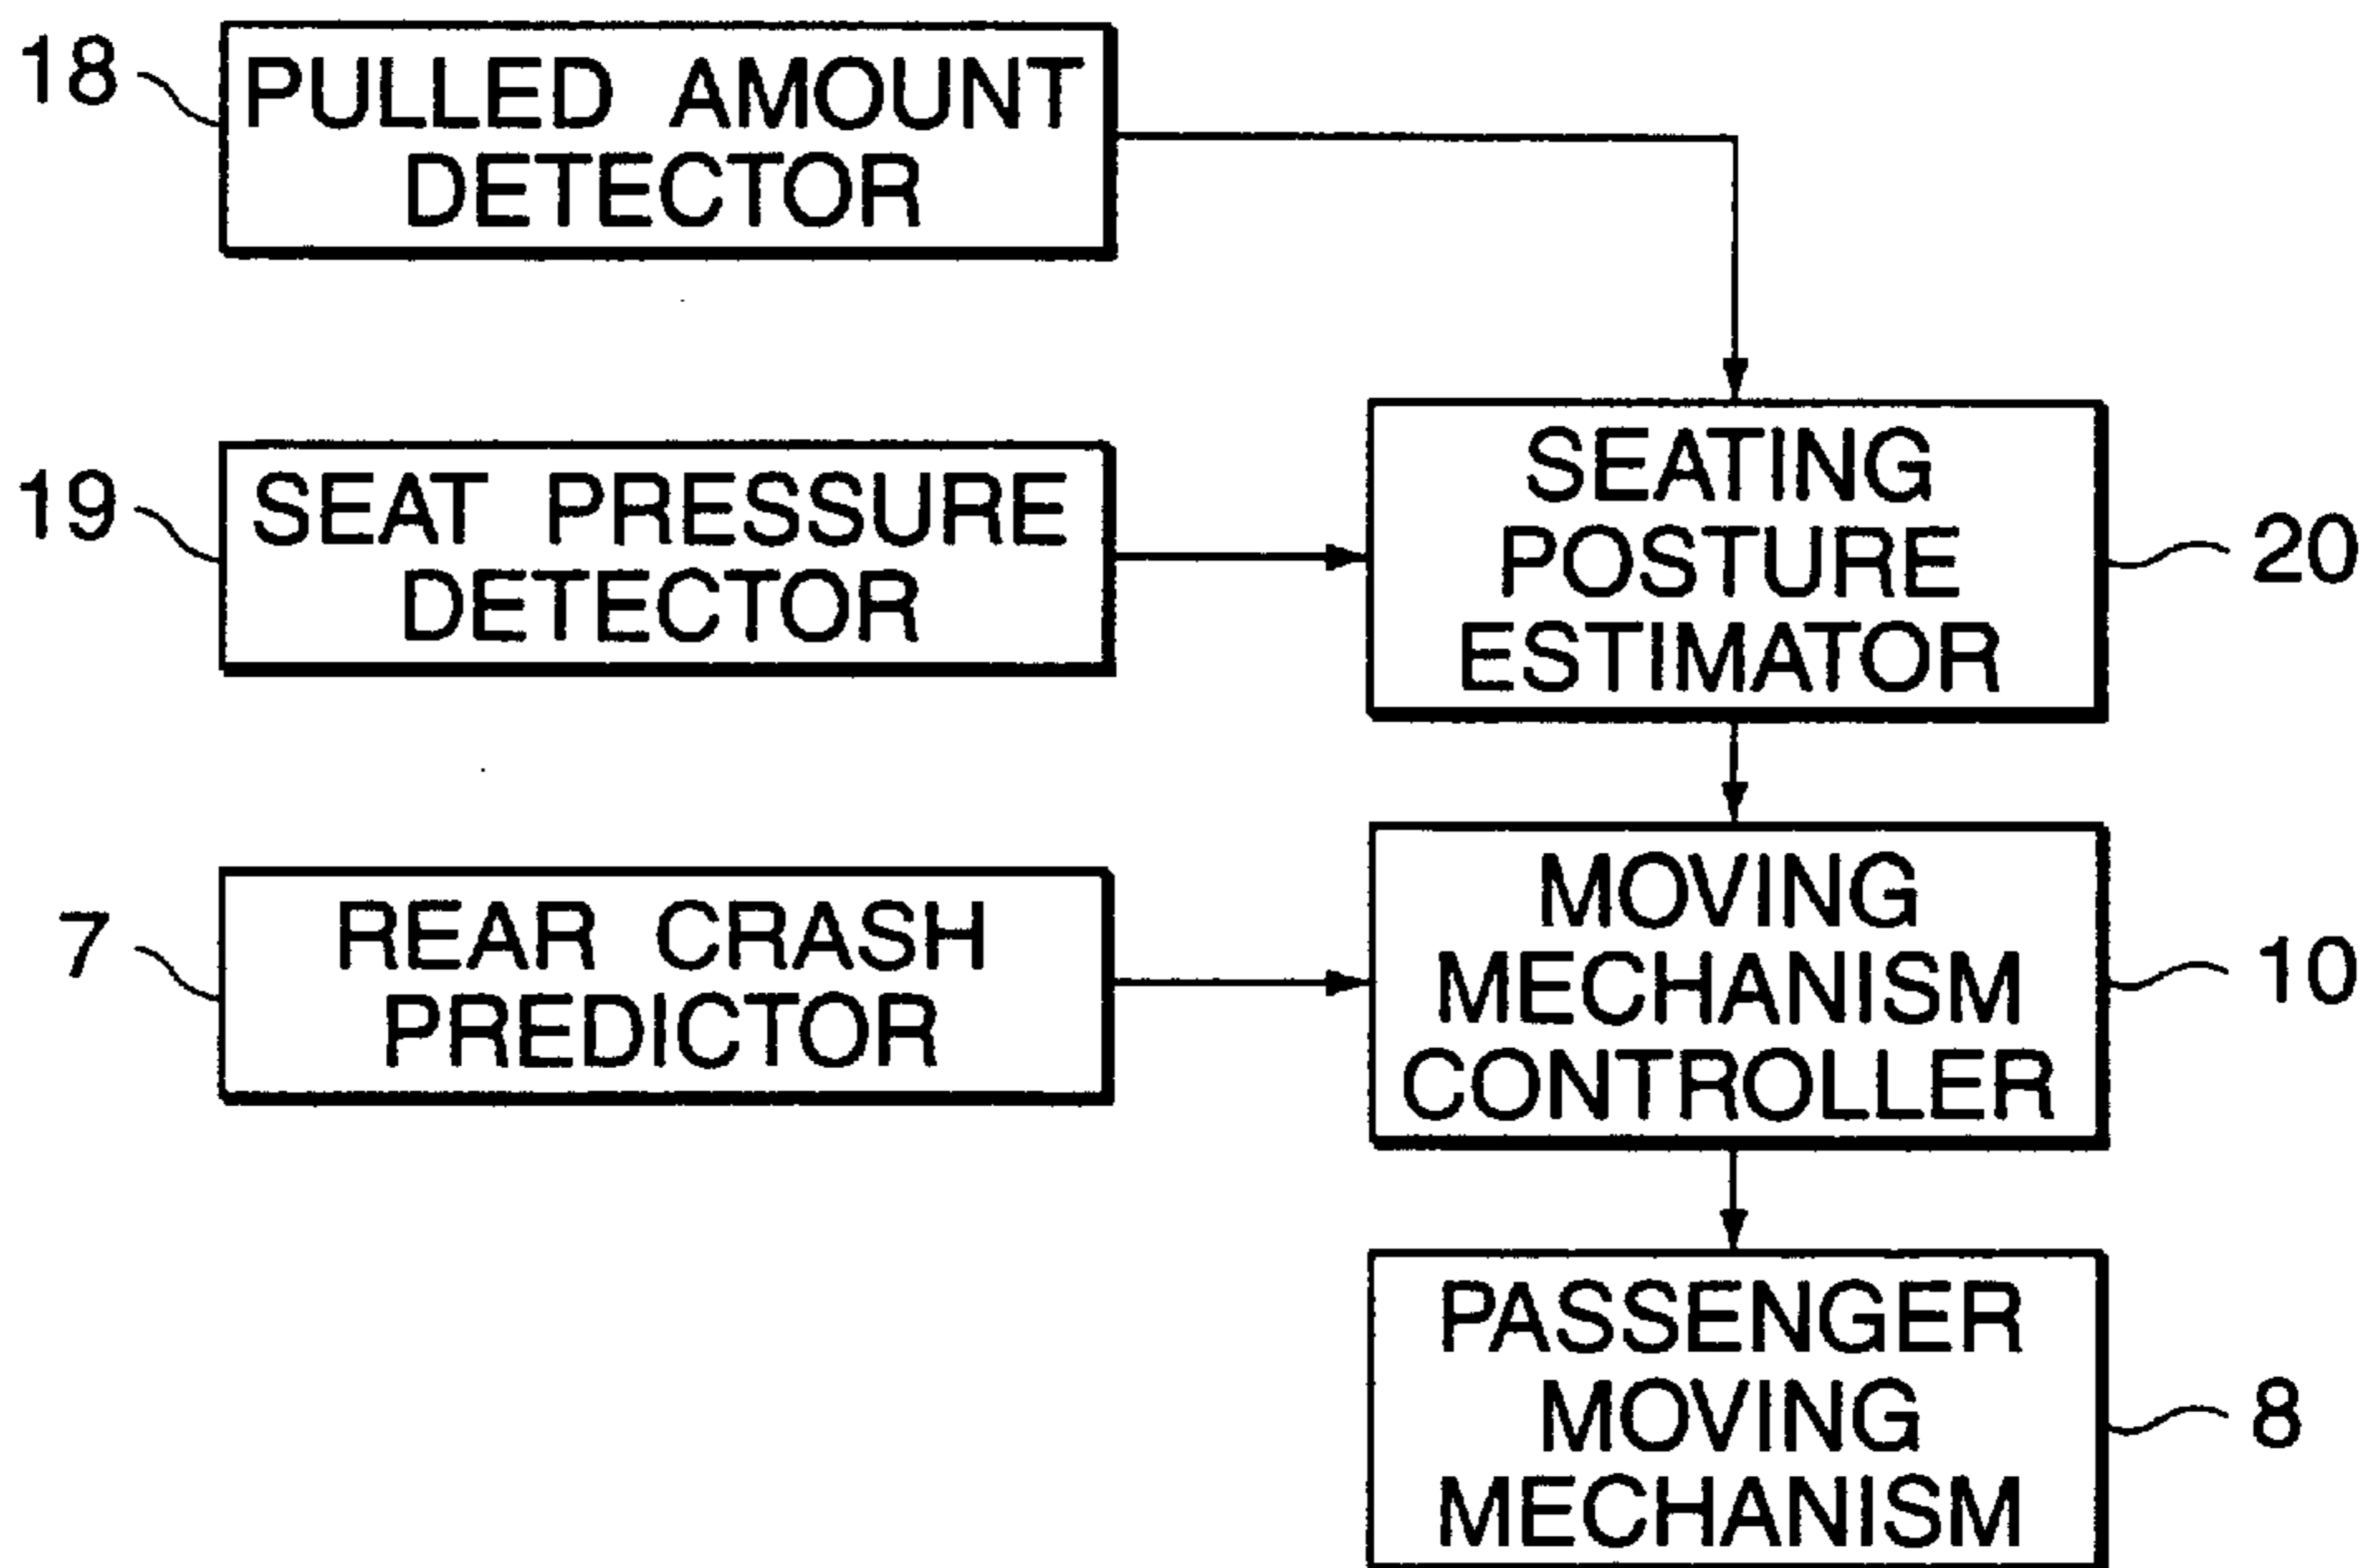 18
PULLED AMOUNT
DETECTOR
19
SEAT PRESSURE
DETECTOR
SEATING
POSTURE
ESTIMATOR
20
7
REAR CRASH
PREDICTOR
MOVING
MECHANISM
CONTROLLER
10
PASSENGER
MOVING
MECHANISM
8